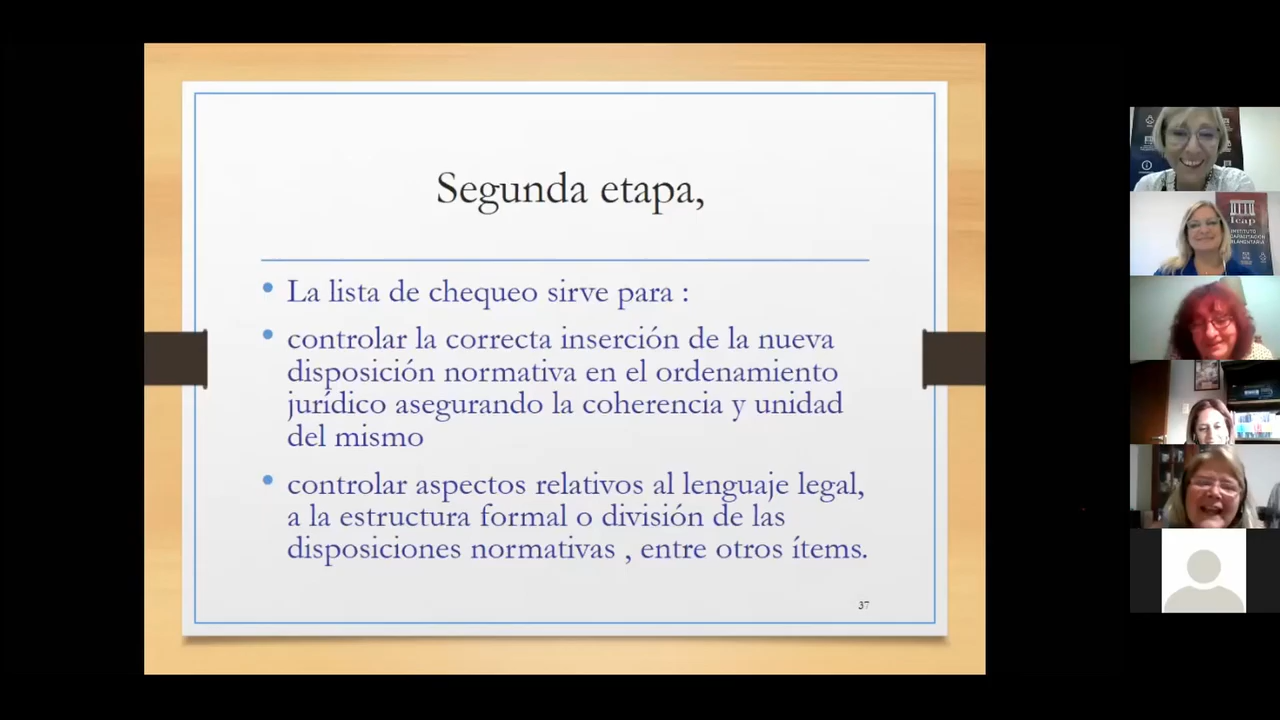 Segunda etapa,
• La lista de chequeo sirve para :
• controlar la correcta inserción de la nueva
disposición normativa en el ordenamiento
jurídico asegurando la coherencia y unidad
del mismo
• controlar aspectos relativos al lenguaje legal,
a la estructura formal o división de las
disposiciones normativas , entre otros ítems.
37
Icap
INSTITUTO